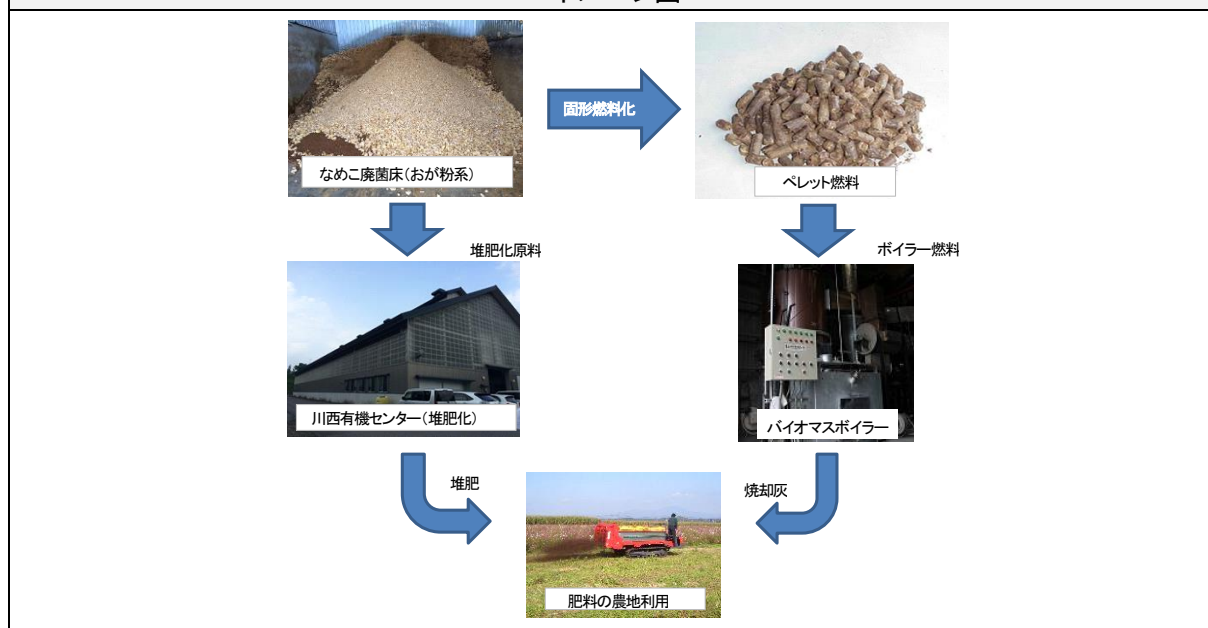 固形燃料化
なめこ廃菌床(おが粉系)
ペレット燃料
堆肥化原料
ボイラー燃料
川西有機センター(堆肥化)
バイオマスボイラー
堆肥
焼却灰
肥料の農地利用